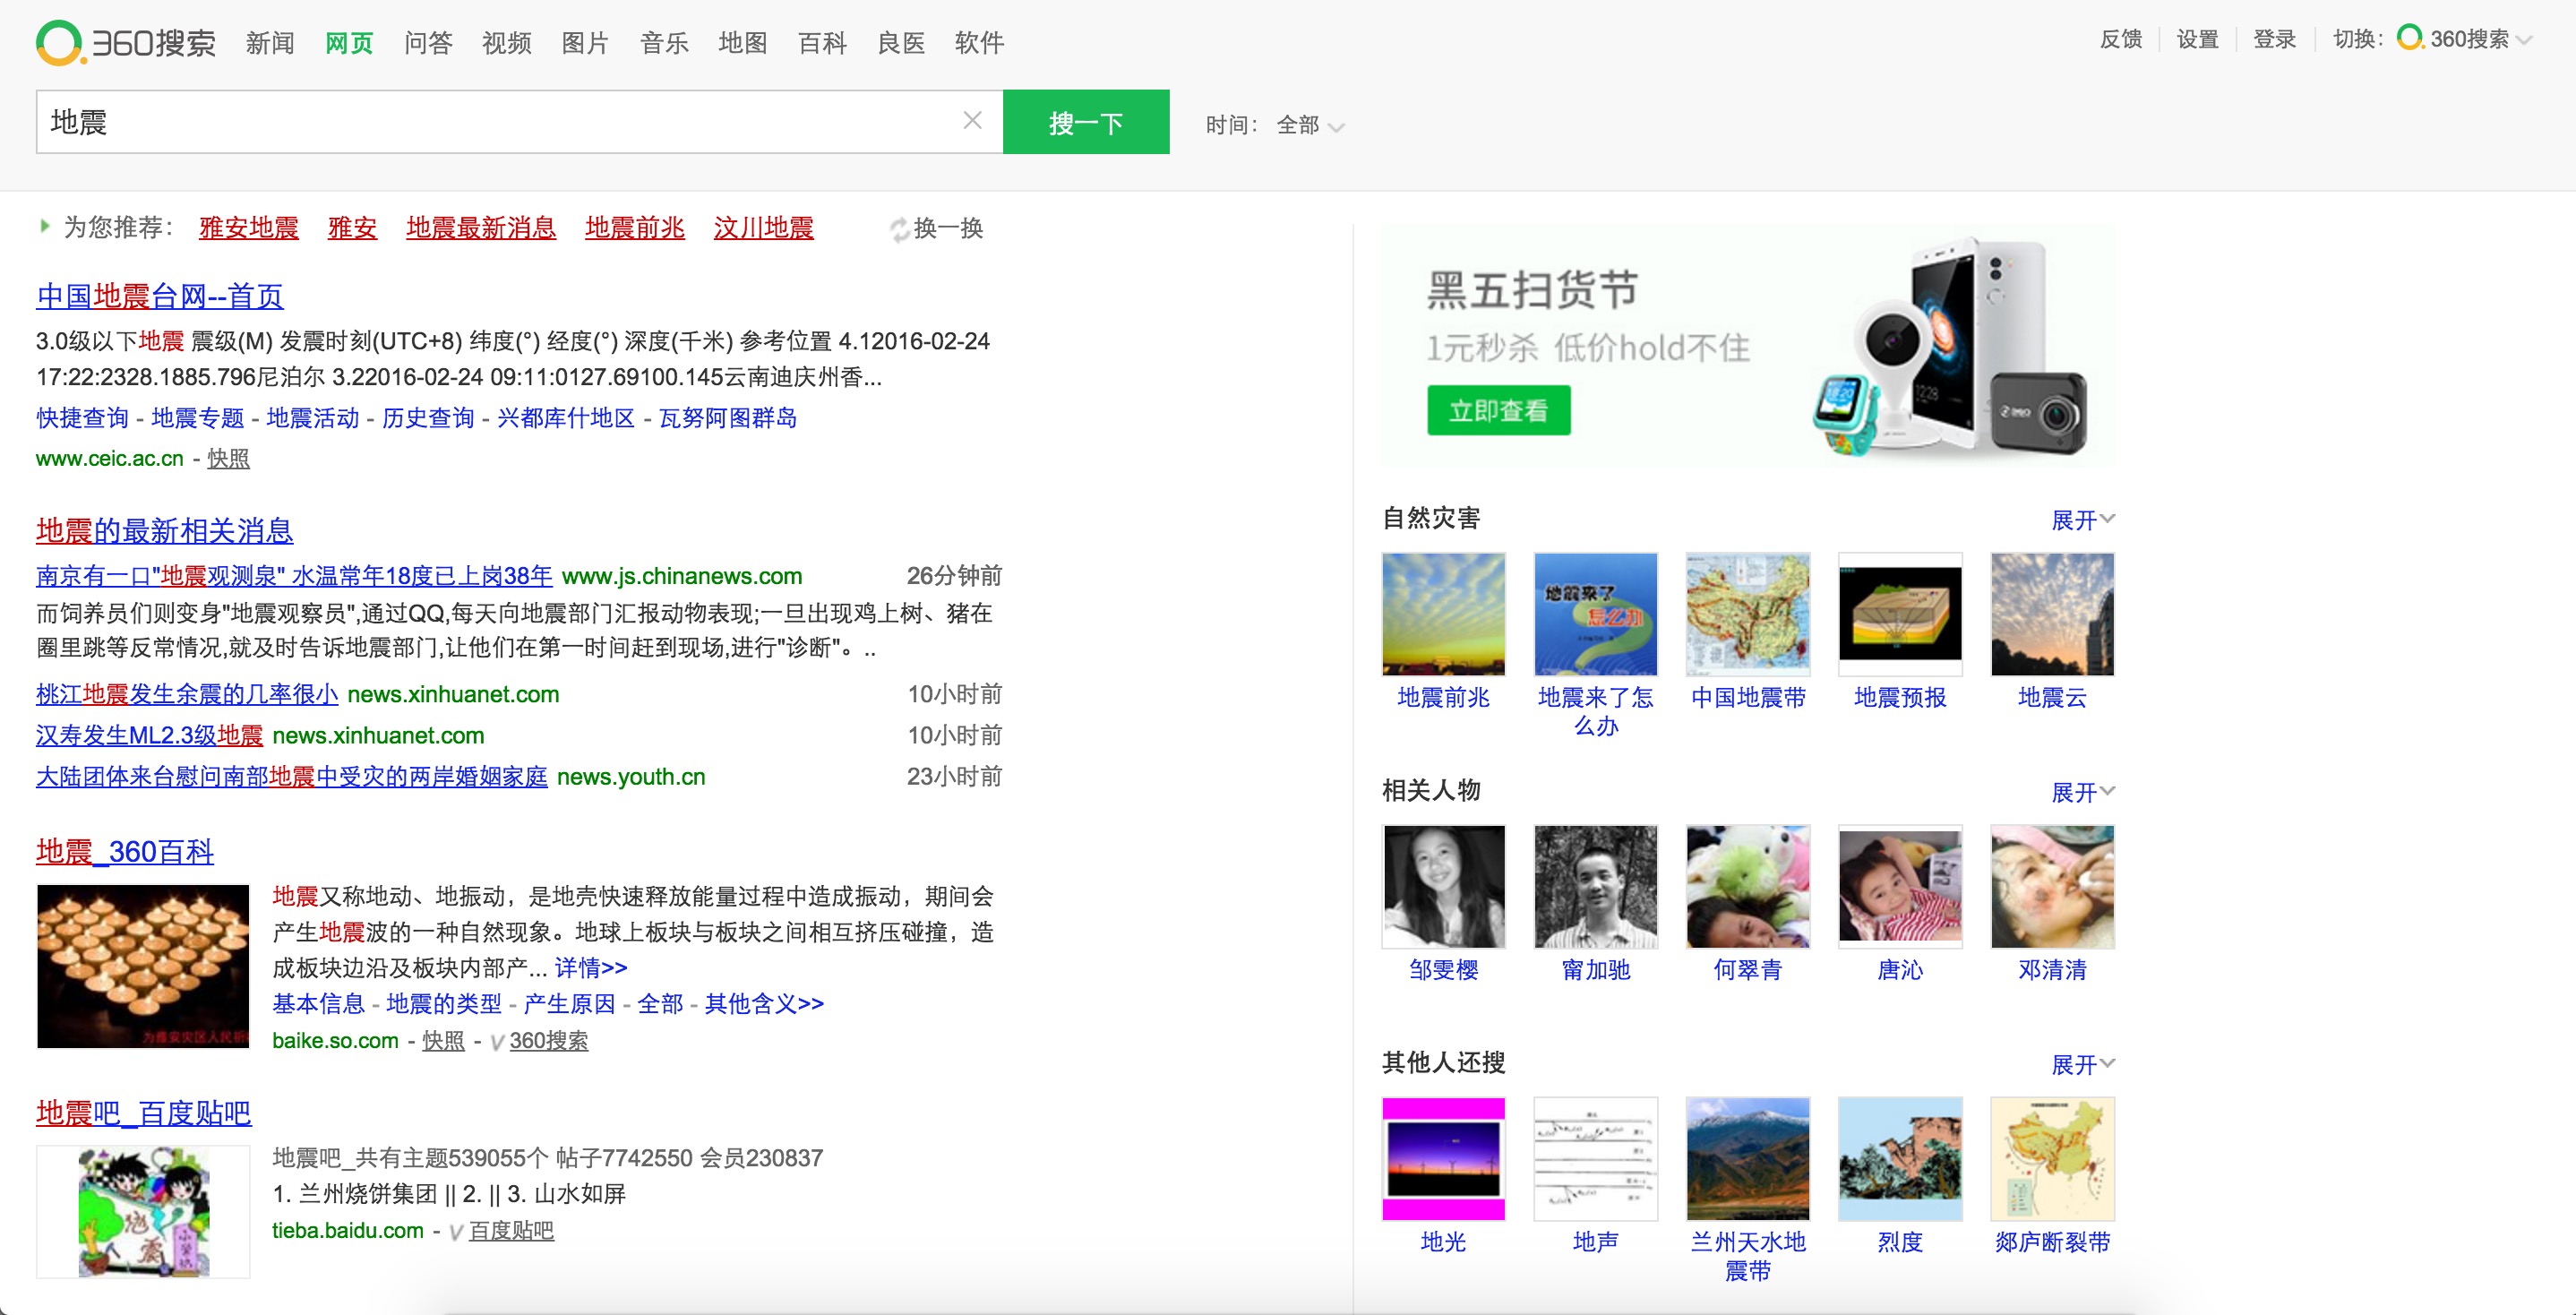 360搜索 新闻 网页 问答 视频 图片 音乐 地图 百科 良医 软件
反馈 设置 登录 切换: 360搜索
地震 搜一下 时间: 全部
为您推荐: 雅安地震 雅安 地震最新消息 地震前兆 汶川地震 换一换
中国地震台网--首页
3.0级以下地震 震级(M) 发震时刻(UTC+8) 纬度(°) 经度(°) 深度(千米) 参考位置 4.12016-02-24
17:22:2328.1885.796尼泊尔 3.22016-02-24 09:11:0127.69100.145云南迪庆州香...
快捷查询 - 地震专题 - 地震活动 - 历史查询 - 兴都库什地区 - 瓦努阿图群岛
www.ceic.ac.cn - 快照
地震的最新相关消息
南京有一口"地震观测泉" 水温常年18度已上岗38年 www.js.chinanews.com 26分钟前
而饲养员们则变身"地震观察员",通过QQ,每天向地震部门汇报动物表现;一旦出现鸡上树、猪在
圈里跳等反常情况,就及时告诉地震部门,让他们在第一时间赶到现场,进行"诊断"。..
桃江地震发生余震的几率很小 news.xinhuanet.com 10小时前
汉寿发生ML2.3级地震 news.xinhuanet.com 10小时前
大陆团体来台慰问南部地震中受灾的两岸婚姻家庭 news.youth.cn 23小时前
地震_360百科
地震又称地动、地振动，是地壳快速释放能量过程中造成振动，期间会
产生地震波的一种自然现象。地球上板块与板块之间相互挤压碰撞，造
成板块边沿及板块内部产... 详情>>
基本信息 - 地震的类型 - 产生原因 - 全部 - 其他含义>>
baike.so.com - 快照 - V 360搜索
为雅安灾区人民祈
地震吧_百度贴吧
地震吧_共有主题539055个 帖子7742550 会员230837
1. 兰州烧饼集团 || 2. || 3. 山水如屏
tieba.baidu.com - V 百度贴吧
黑五扫货节
1元秒杀 低价hold不住
立即查看
自然灾害 展开
地震来了
怎么办
地震前兆 地震来了怎么办 中国地震带 地震预报 地震云
相关人物 展开
邹雯樱 甯加驰 何翠青 唐沁 邓清清
其他人还搜 展开
地光 地声 兰州天水地震带 烈度 郯庐断裂带